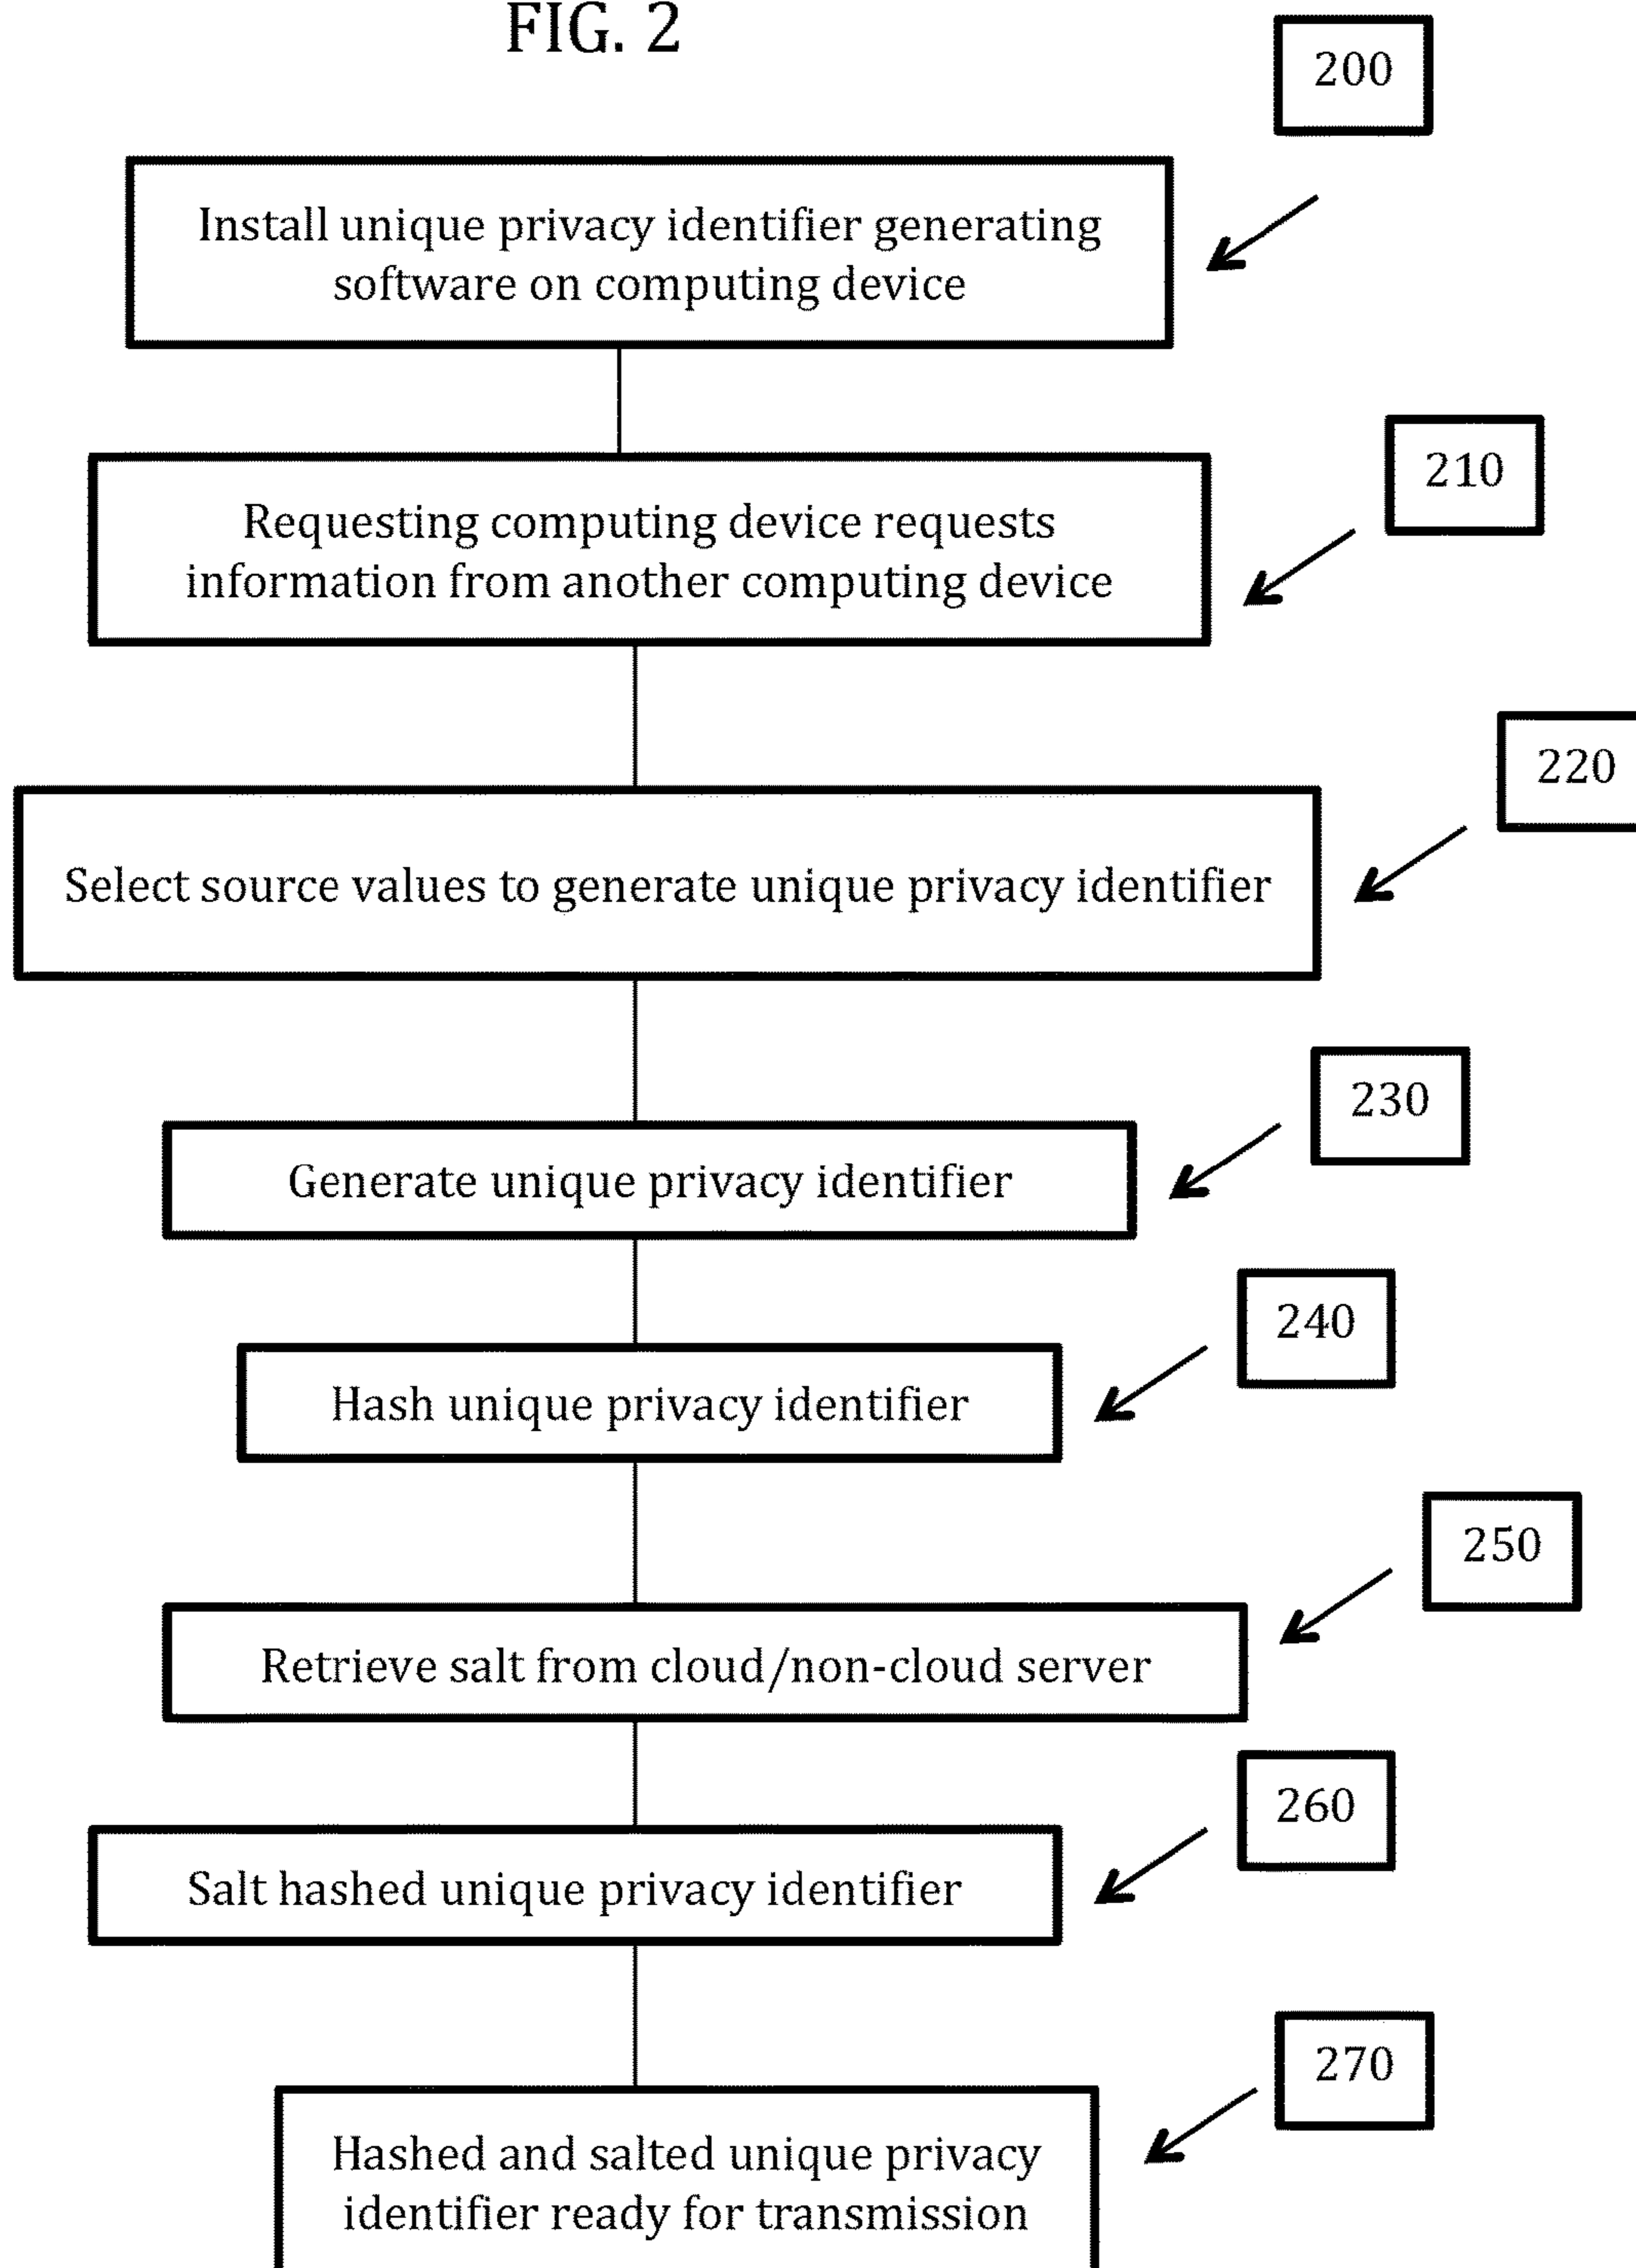 FIG. 2
200
Install unique privacy identifier generating
software on computing device
210
Requesting computing device requests
information from another computing device
220
Select source values to generate unique privacy identifier
230
Generate unique privacy identifier
240
Hash unique privacy identifier
250
Retrieve salt from cloud/non-cloud server
260
Salt hashed unique privacy identifier
270
Hashed and salted unique privacy
identifier ready for transmission